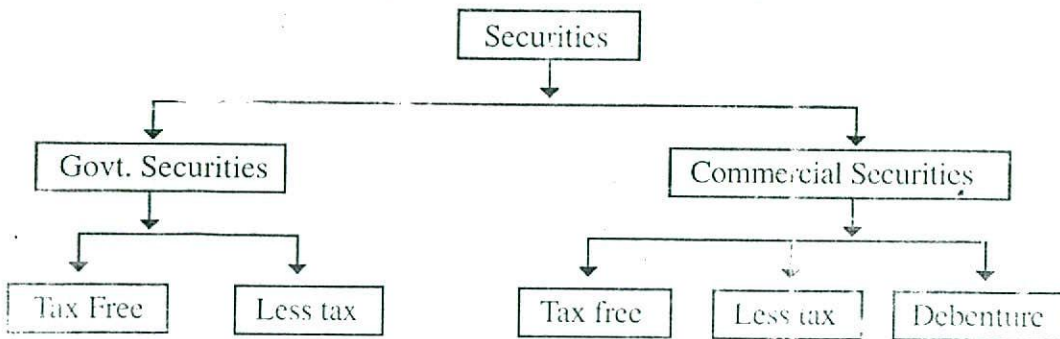 Securities
Govt. Securities
Commercial Securities
Tax Free
Less tax
Tax free
Less tax
Debenture